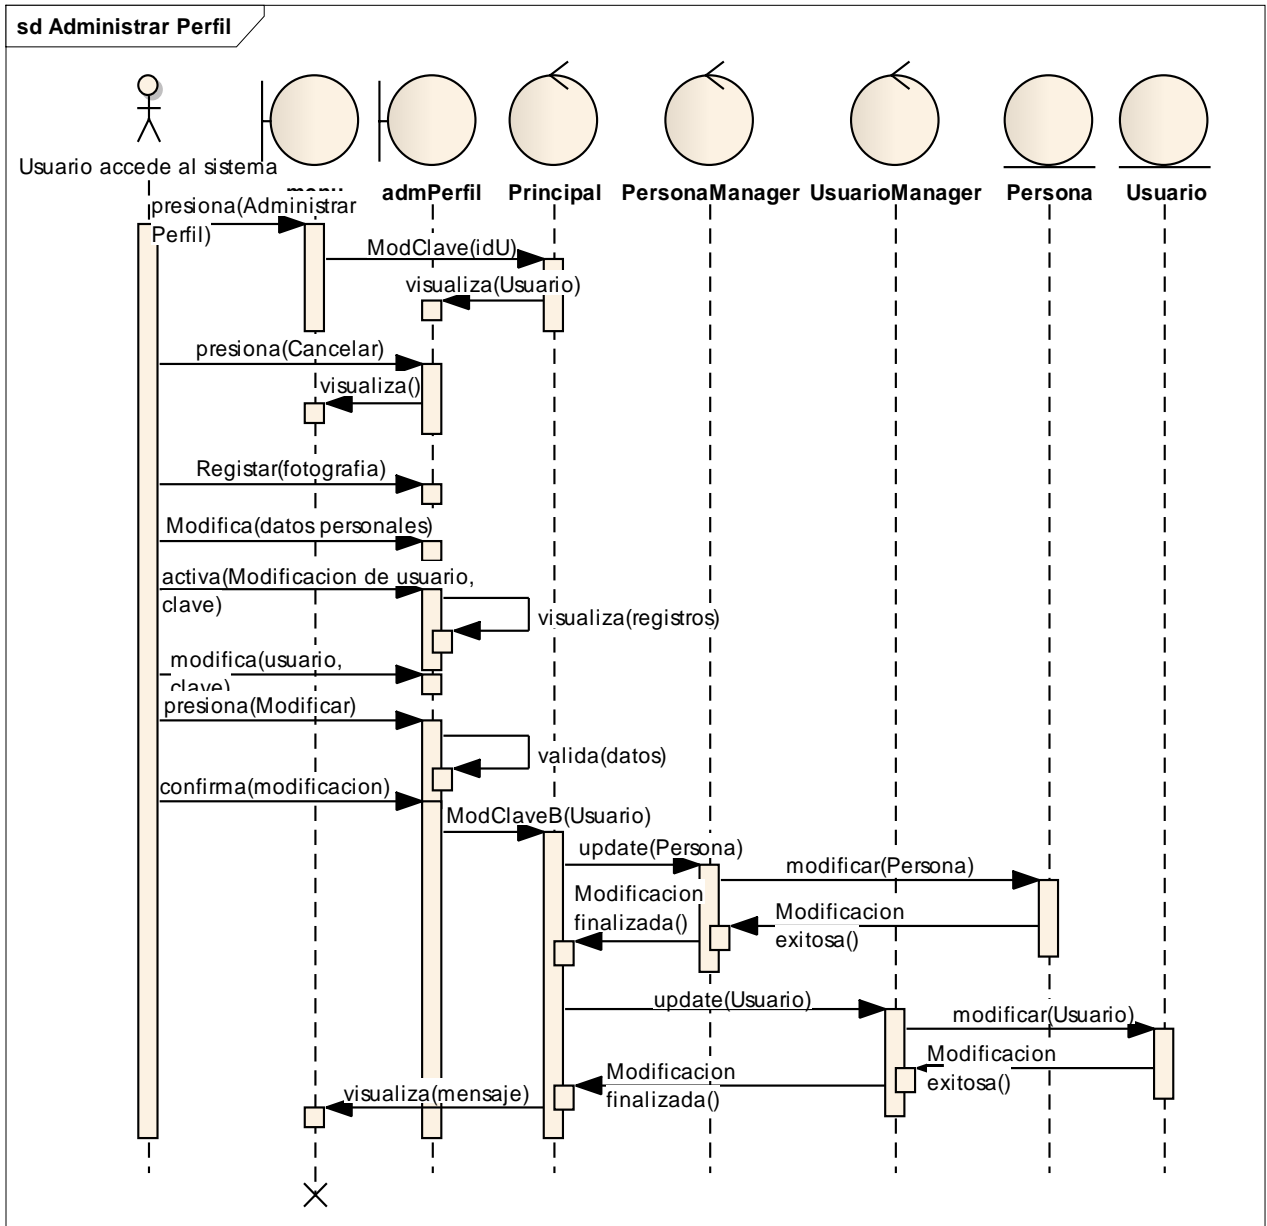 sd Administrar Perfil
Usuario accede al sistema
menu
admPerfil
Principal
PersonaManager
UsuarioManager
Persona
Usuario
presiona(Administrar
Perfil)
ModClave(idU)
visualiza(Usuario)
presiona(Cancelar)
visualiza()
Registar(fotografia)
Modifica(datos personales)
activa(Modificacion de usuario,
clave)
visualiza(registros)
modifica(usuario,
clave)
presiona(Modificar)
valida(datos)
confirma(modificacion)
ModClaveB(Usuario)
update(Persona)
modificar(Persona)
Modificacion
finalizada()
Modificacion
exitosa()
update(Usuario)
modificar(Usuario)
Modificacion
exitosa()
Modificacion
finalizada()
visualiza(mensaje)